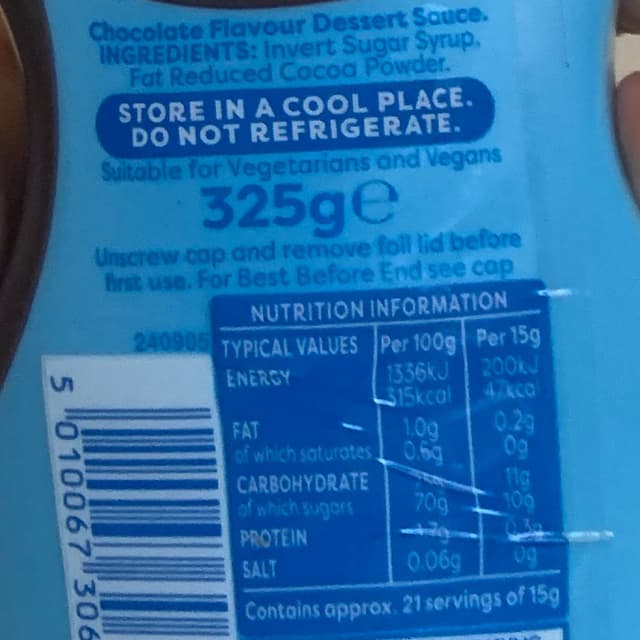 Chocolate Flavour Dessert Sauce.
INGREDIENTS: Invert Sugar Syrup,
Fat Reduced Cocoa Powder.
STORE IN A COOL PLACE.
DO NOT REFRIGERATE.
Suitable for Vegetarians and Vegans
325g℮
Unscrew cap and remove foil lid before
first use. For Best Before End see cap
NUTRITION INFORMATION
240905
TYPICAL VALUES Per 100g Per 15g
ENERGY 1336kJ 200kJ
315kcal 47kcal
FAT 1.0g 0.2g
of which saturates 0.6g 0g
CARBOHYDRATE 11g
of which sugars 70g 10g
PROTEIN 0.3g
SALT 0.06g 0g
Contains approx. 21 servings of 15g
5 010067 306